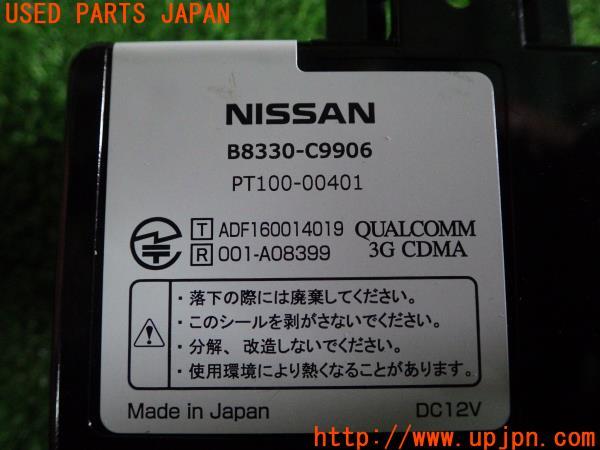 USED PARTS JAPAN
NISSAN
B8330-C9906
PT100-00401
T ADF160014019 QUALCOMM
R 001-A08399 3G CDMA
・落下の際には廃棄してください。
・このシールを剥がさないでください。
・分解、改造しないでください。
・使用環境により熱くなることがあります。
Made in Japan DC12V
http://www.upjpn.com